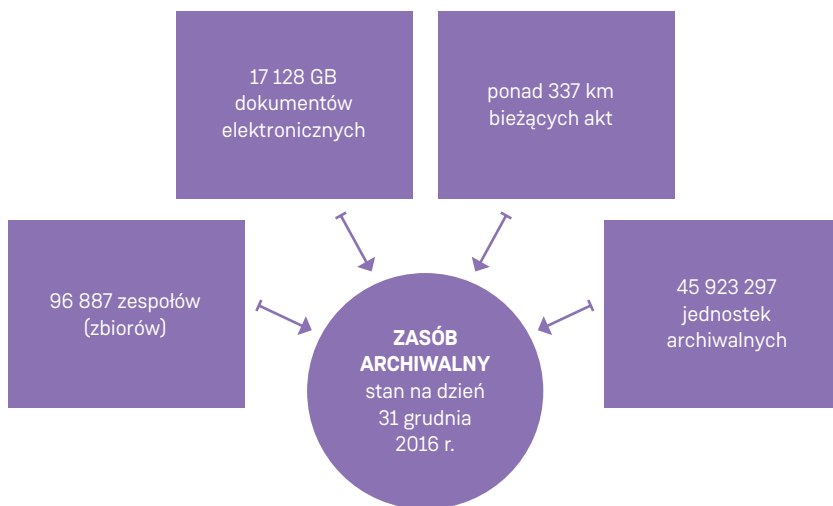 17 128 GB
dokumentów
elektronicznych
ponad 337 km
bieżących akt
96 887 zespołów
(zbiorów)
45 923 297
jednostek
archiwalnych
ZASÓB
ARCHIWALNY
stan na dzień
31 grudnia
2016 r.